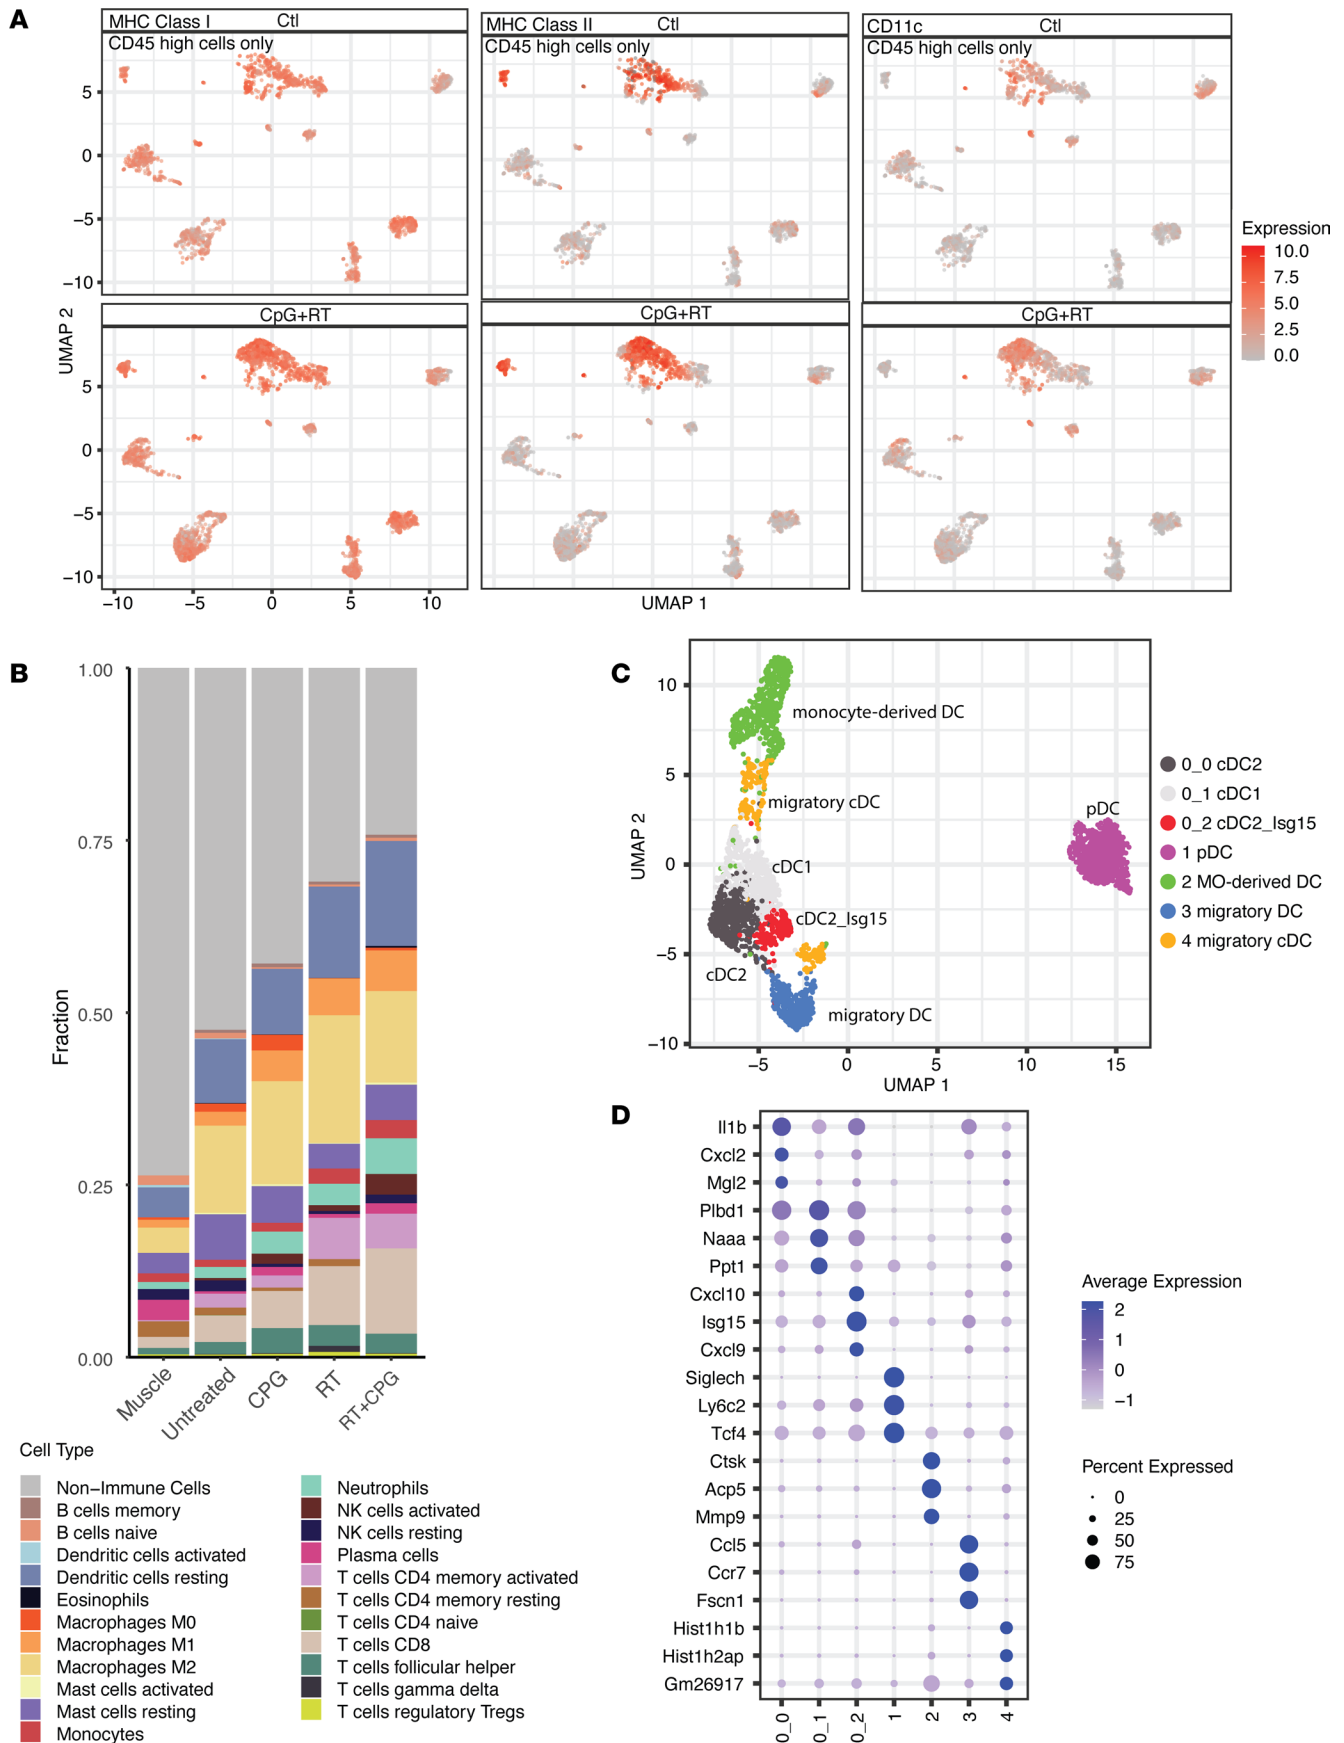 A
MHC Class I Ctl
MHC Class II Ctl
CD11c Ctl
CD45 high cells only
CD45 high cells only
CD45 high cells only
5
0
−5
−10
Expression
10.0
7.5
5.0
2.5
0.0
CpG+RT
CpG+RT
CpG+RT
UMAP 2
5
0
−5
−10
−10 −5 0 5 10
UMAP 1
B
1.00
0.75
0.50
0.25
0.00
Fraction
Muscle
Untreated
CPG
RT
RT+CPG
Cell Type
Non−Immune Cells
B cells memory
B cells naive
Dendritic cells activated
Dendritic cells resting
Eosinophils
Macrophages M0
Macrophages M1
Macrophages M2
Mast cells activated
Mast cells resting
Monocytes
Neutrophils
NK cells activated
NK cells resting
Plasma cells
T cells CD4 memory activated
T cells CD4 memory resting
T cells CD4 naive
T cells CD8
T cells follicular helper
T cells gamma delta
T cells regulatory Tregs
C
10
5
0
−5
−10
UMAP 2
monocyte-derived DC
migratory cDC
cDC1
cDC2_Isg15
cDC2
migratory DC
pDC
−5 0 5 10 15
UMAP 1
0_0 cDC2
0_1 cDC1
0_2 cDC2_Isg15
1 pDC
2 MO-derived DC
3 migratory DC
4 migratory cDC
D
Il1b
Cxcl2
Mgl2
Plbd1
Naaa
Ppt1
Cxcl10
Isg15
Cxcl9
Siglech
Ly6c2
Tcf4
Ctsk
Acp5
Mmp9
Ccl5
Ccr7
Fscn1
Hist1h1b
Hist1h2ap
Gm26917
0_0
0_1
0_2
1
2
3
4
Average Expression
2
1
0
−1
Percent Expressed
0
25
50
75